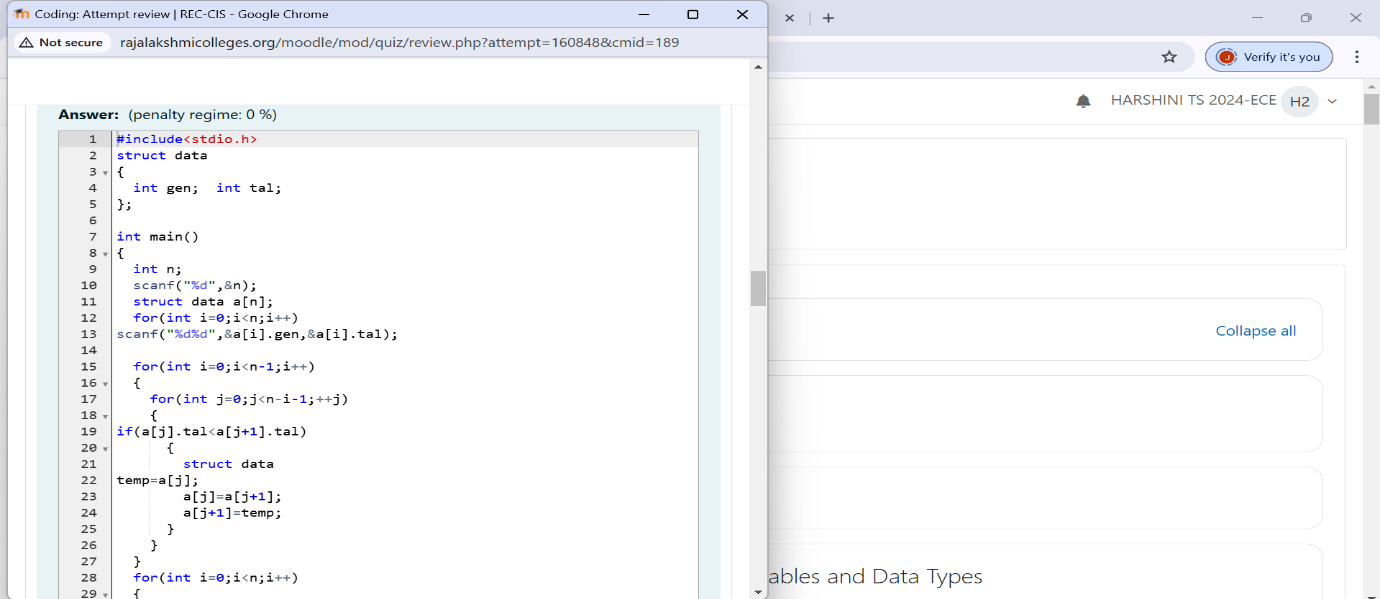 Coding: Attempt review | REC-CIS - Google Chrome
Not secure
rajalakshmicolleges.org/moodle/mod/quiz/review.php?attempt=160848&cmid=189
Verify it's you
J
HARSHINI TS 2024-ECE
H2
Answer: (penalty regime: 0 %)
1 #include<stdio.h>
2 struct data
3 {
4 int gen;  int tal;
5 };
6
7 int main()
8 {
9 int n;
10 scanf("%d",&n);
11 struct data a[n];
12 for(int i=0;i<n;i++)
13 scanf("%d%d",&a[i].gen,&a[i].tal);
14
15 for(int i=0;i<n-1;i++)
16 {
17 for(int j=0;j<n-i-1;++j)
18 {
19 if(a[j].tal<a[j+1].tal)
20 {
21 struct data
22 temp=a[j];
23 a[j]=a[j+1];
24 a[j+1]=temp;
25 }
26 }
27 }
28 for(int i=0;i<n;i++)
29 {
Collapse all
ables and Data Types